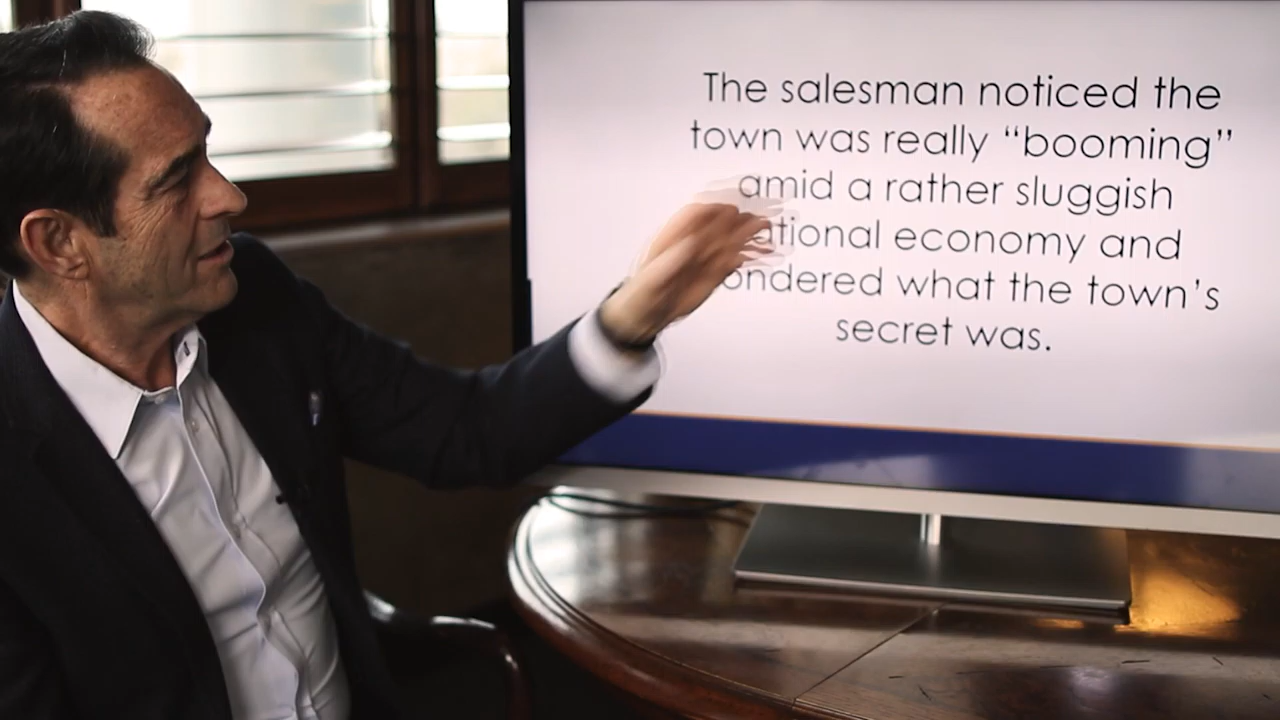 The salesman noticed the
town was really “booming”
amid a rather sluggish
economy and
what the town’s
secret was.